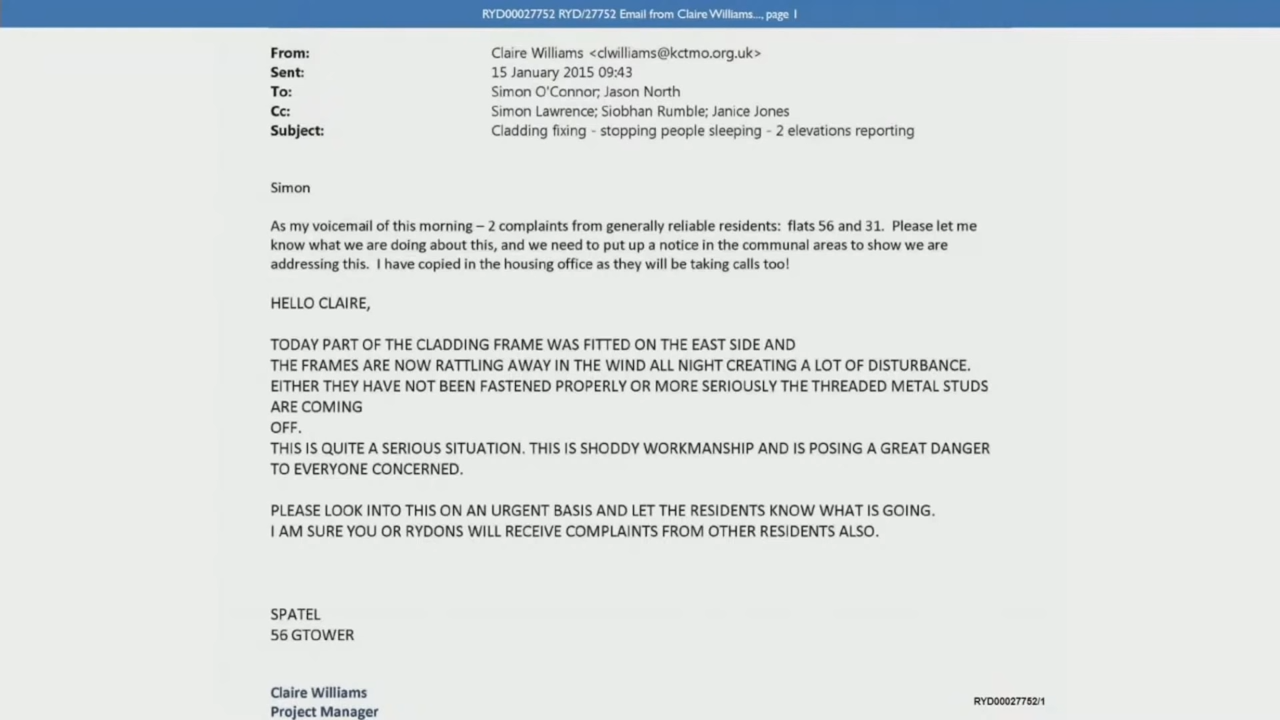 RYD00027752 RYD/27752 Email from Claire Williams..., page 1
From: Claire Williams <clwilliams@kctmo.org.uk>
Sent: 15 January 2015 09:43
To: Simon O'Connor; Jason North
Cc: Simon Lawrence; Siobhan Rumble; Janice Jones
Subject: Cladding fixing - stopping people sleeping - 2 elevations reporting
Simon
As my voicemail of this morning – 2 complaints from generally reliable residents: flats 56 and 31. Please let me
know what we are doing about this, and we need to put up a notice in the communal areas to show we are
addressing this. I have copied in the housing office as they will be taking calls too!
HELLO CLAIRE,
TODAY PART OF THE CLADDING FRAME WAS FITTED ON THE EAST SIDE AND
THE FRAMES ARE NOW RATTLING AWAY IN THE WIND ALL NIGHT CREATING A LOT OF DISTURBANCE.
EITHER THEY HAVE NOT BEEN FASTENED PROPERLY OR MORE SERIOUSLY THE THREADED METAL STUDS
ARE COMING
OFF.
THIS IS QUITE A SERIOUS SITUATION. THIS IS SHODDY WORKMANSHIP AND IS POSING A GREAT DANGER
TO EVERYONE CONCERNED.
PLEASE LOOK INTO THIS ON AN URGENT BASIS AND LET THE RESIDENTS KNOW WHAT IS GOING.
I AM SURE YOU OR RYDONS WILL RECEIVE COMPLAINTS FROM OTHER RESIDENTS ALSO.
SPATEL
56 GTOWER
Claire Williams
Project Manager
RYD00027752/1